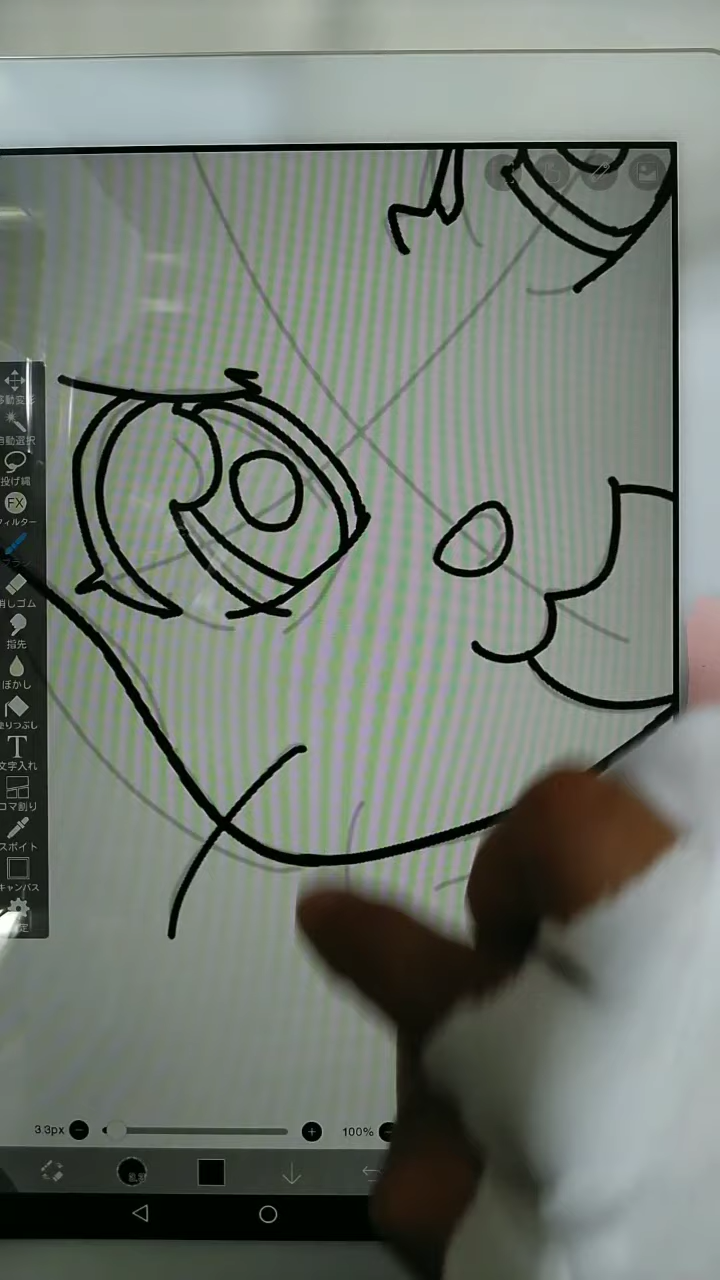 移動変形
自動選択
投げ縄
FX
フィルター
消しゴム
指先
ぼかし
塗りつぶし
T
文字入れ
コマ割り
スポイト
キャンバス
3.3px
100%